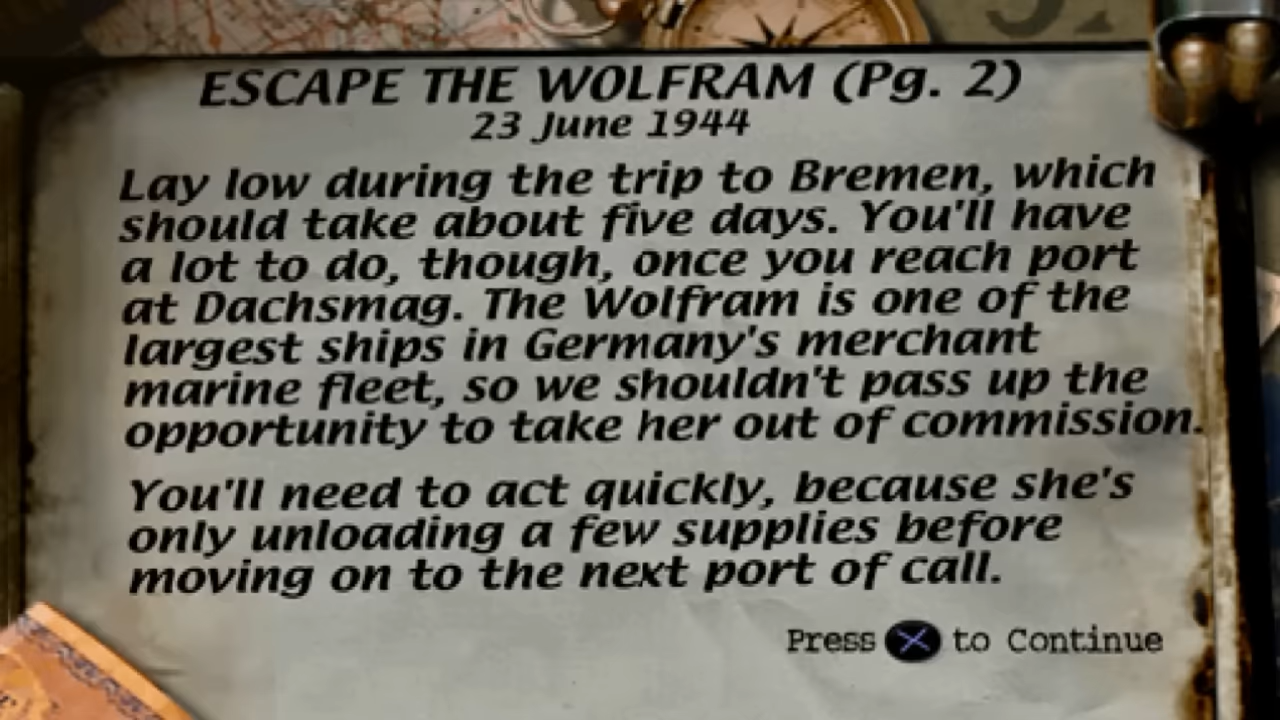 ESCAPE THE WOLFRAM (Pg. 2)
23 June 1944
Lay low during the trip to Bremen, which
should take about five days. You'll have
a lot to do, though, once you reach port
at Dachsmag. The Wolfram is one of the
largest ships in Germany's merchant
marine fleet, so we shouldn't pass up the
opportunity to take her out of commission.
You'll need to act quickly, because she's
only unloading a few supplies before
moving on to the next port of call.
Press to Continue